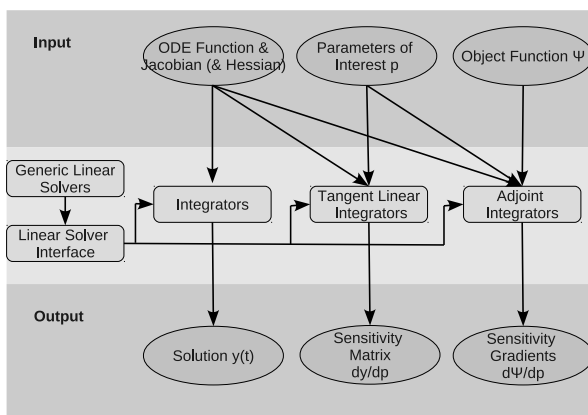 Input
ODE Function &
Jacobian (& Hessian)
Parameters of
Interest p
Object Function Ψ
Generic Linear
Solvers
Linear Solver
Interface
Integrators
Tangent Linear
Integrators
Adjoint
Integrators
Output
Solution y(t)
Sensitivity
Matrix
dy/dp
Sensitivity
Gradients
dΨ/dp